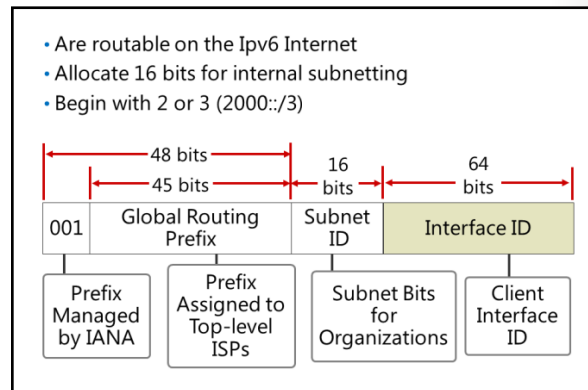 • Are routable on the Ipv6 Internet
• Allocate 16 bits for internal subnetting
• Begin with 2 or 3 (2000::/3)
48 bits
45 bits
16
bits
64
bits
001
Global Routing
Prefix
Subnet
ID
Interface ID
Prefix
Managed
by IANA
Prefix
Assigned to
Top-level
ISPs
Subnet Bits
for
Organizations
Client
Interface
ID